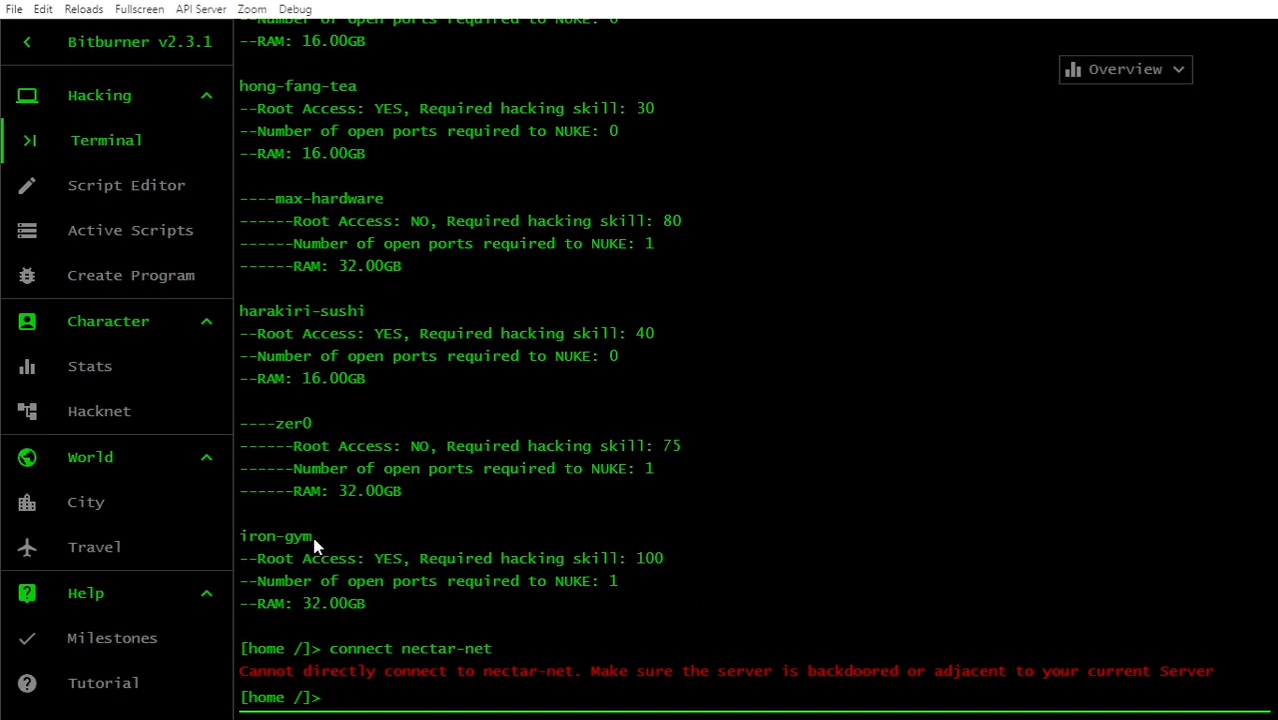 File Edit Reloads Fullscreen API Server Zoom Debug
Bitburner v2.3.1
Hacking
Terminal
Script Editor
Active Scripts
Create Program
Character
Stats
Hacknet
World
City
Travel
Help
Milestones
Tutorial
Overview
--Number of open ports required to NUKE: 0
--RAM: 16.00GB
hong-fang-tea
--Root Access: YES, Required hacking skill: 30
--Number of open ports required to NUKE: 0
--RAM: 16.00GB
----max-hardware
------Root Access: NO, Required hacking skill: 80
------Number of open ports required to NUKE: 1
------RAM: 32.00GB
harakiri-sushi
--Root Access: YES, Required hacking skill: 40
--Number of open ports required to NUKE: 0
--RAM: 16.00GB
----zer0
------Root Access: NO, Required hacking skill: 75
------Number of open ports required to NUKE: 1
------RAM: 32.00GB
iron-gym
--Root Access: YES, Required hacking skill: 100
--Number of open ports required to NUKE: 1
--RAM: 32.00GB
[home /]> connect nectar-net
Cannot directly connect to nectar-net. Make sure the server is backdoored or adjacent to your current Server
[home /]>